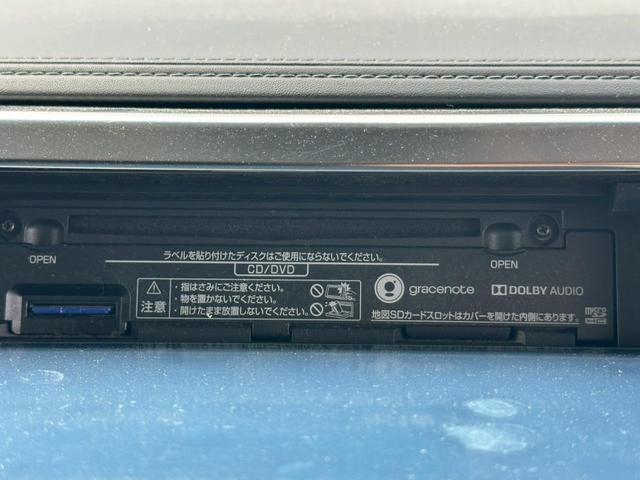 ラベルを貼り付けたディスクはご使用にならないでください。
OPEN
CD/DVD
OPEN
注意
・指はさみにご注意ください。
・物を置かないでください。
・開けたまま放置しないでください。
gracenote
DOLBY AUDIO
地図SDカードスロットはカバーを開けた内側にあります。